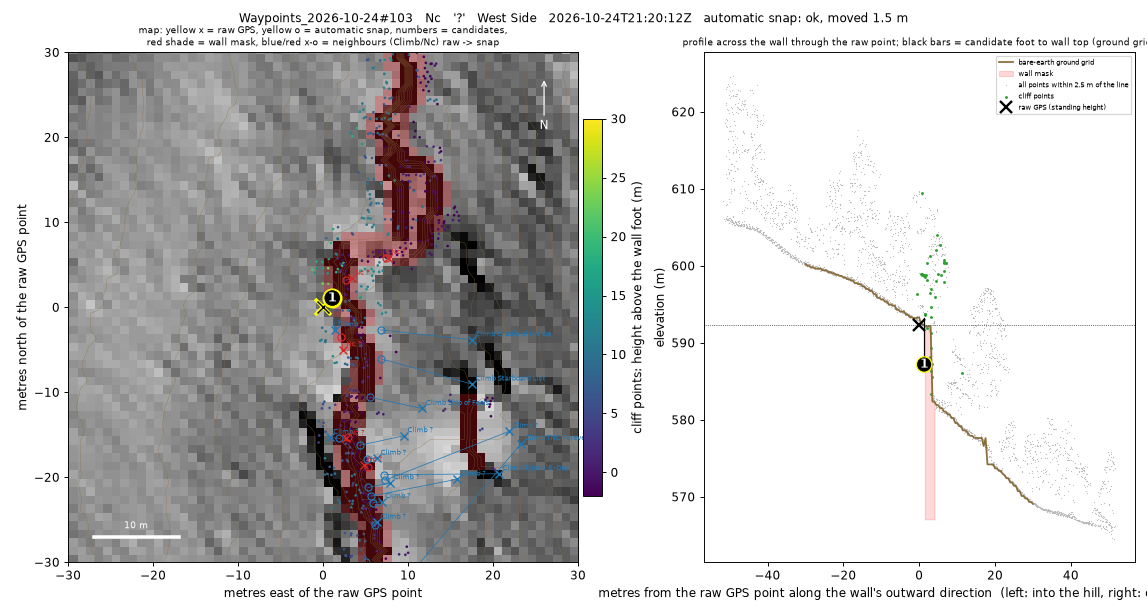 Waypoints_2026-10-24#103   Nc   '?'   West Side   2026-10-24T21:20:12Z   automatic snap: ok, moved 1.5 m
map: yellow x = raw GPS, yellow o = automatic snap, numbers = candidates,
red shade = wall mask, blue/red x-o = neighbours (Climb/Nc) raw -> snap
profile across the wall through the raw point; black bars = candidate foot to wall top (ground gri
metres north of the raw GPS point
30
20
10
0
−10
−20
−30
−30
−20
−10
0
10
20
30
metres east of the raw GPS point
N
1
10 m
Climb ?
Climb ?
Climb ?
Climb ?
Climb ?
30
25
20
15
10
5
0
cliff points: height above the wall foot (m)
elevation (m)
620
610
600
590
580
570
bare-earth ground grid
wall mask
all points within 2.5 m of the line
cliff points
raw GPS (standing height)
1
−40
−20
0
20
40
metres from the raw GPS point along the wall's outward direction  (left: into the hill, right: